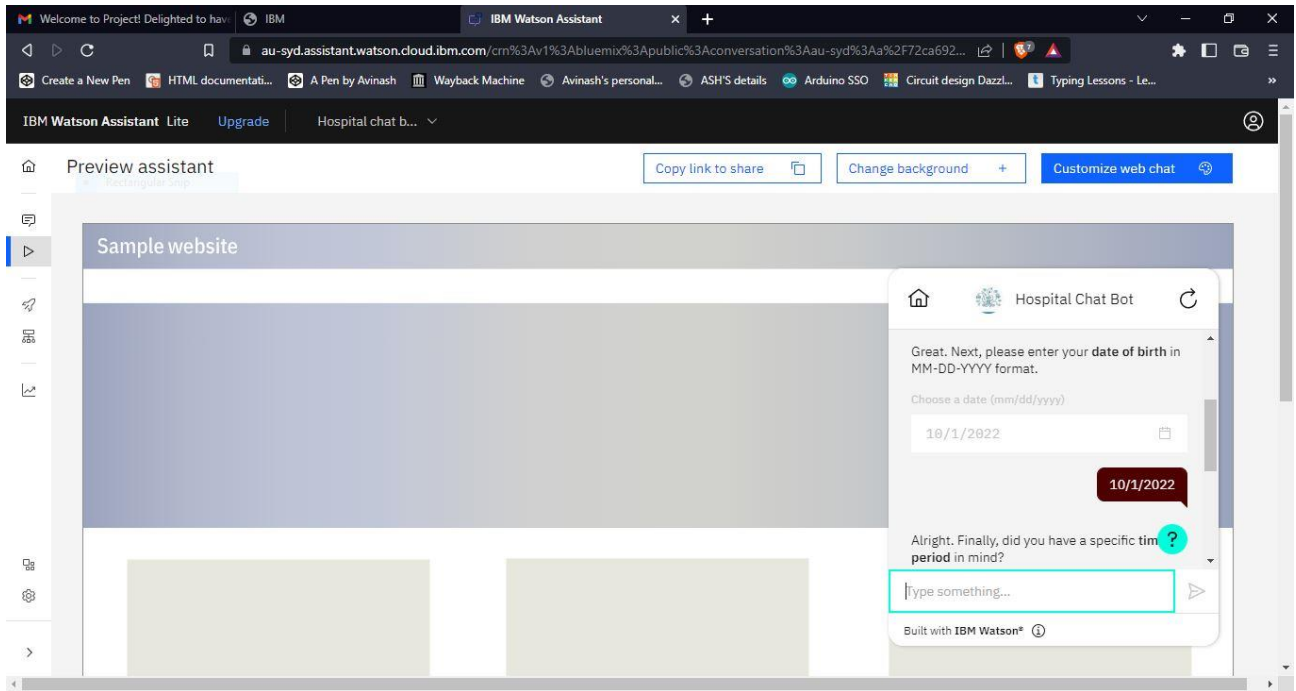 Welcome to Project! Delighted to hav
IBM
IBM Watson Assistant
au-syd.assistant.watson.cloud.ibm.com/crn%3Av1%3Abluemix%3Apublic%3Aconversation%3Aau-syd%3Aa%2F72ca692...
Create a New Pen
HTML documentati...
A Pen by Avinash
Wayback Machine
Avinash's personal...
ASH'S details
Arduino SSO
Circuit design Dazzl...
Typing Lessons - Le...
»
IBM Watson Assistant Lite
Upgrade
Hospital chat b...
Preview assistant
Copy link to share
Change background +
Customize web chat
Rectangular Snip
Sample website
Hospital Chat Bot
Great. Next, please enter your date of birth in
MM-DD-YYYY format.
Choose a date (mm/dd/yyyy)
10/1/2022
10/1/2022
Alright. Finally, did you have a specific tim
?
period in mind?
Type something...
Built with IBM Watson®